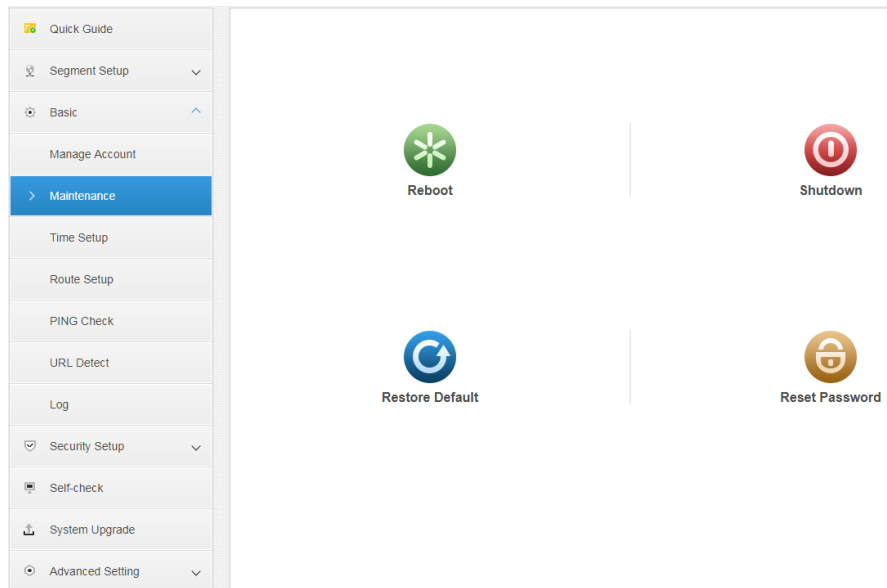 Quick Guide
Segment Setup
Basic
Manage Account
Maintenance
Time Setup
Route Setup
PING Check
URL Detect
Log
Security Setup
Self-check
System Upgrade
Advanced Setting
Reboot
Shutdown
Restore Default
Reset Password